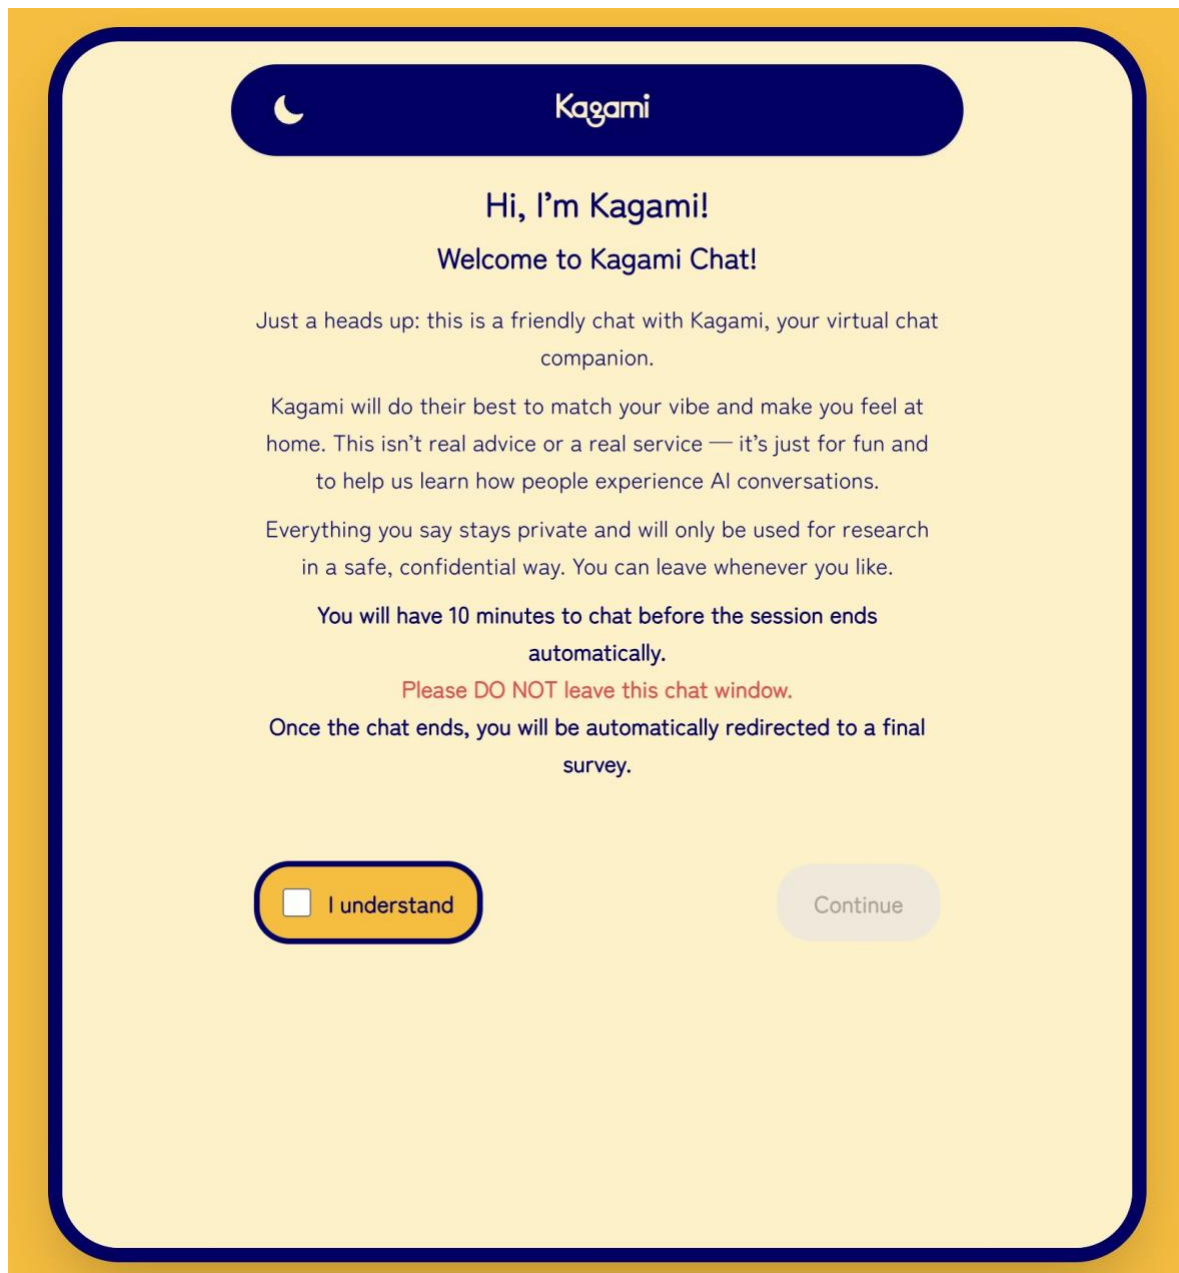 Kagami
Hi, I’m Kagami!
Welcome to Kagami Chat!
Just a heads up: this is a friendly chat with Kagami, your virtual chat
companion.
Kagami will do their best to match your vibe and make you feel at
home. This isn’t real advice or a real service — it’s just for fun and
to help us learn how people experience AI conversations.
Everything you say stays private and will only be used for research
in a safe, confidential way. You can leave whenever you like.
You will have 10 minutes to chat before the session ends
automatically.
Please DO NOT leave this chat window.
Once the chat ends, you will be automatically redirected to a final
survey.
I understand
Continue